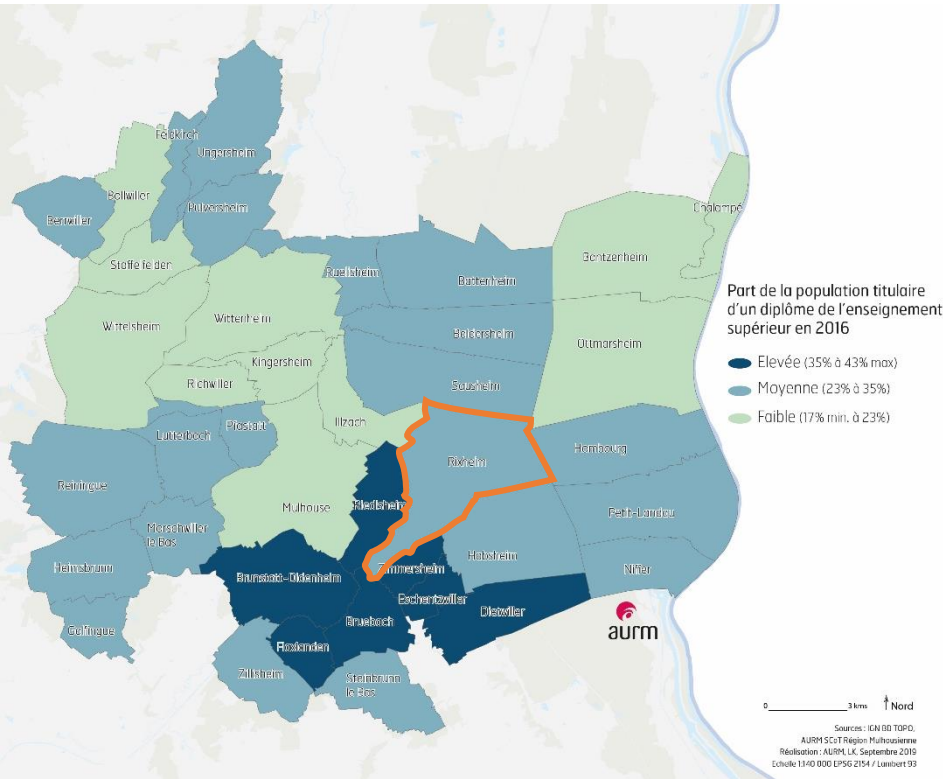 Feldkirch
Ungersheim
Bollwiller
Berrwiller
Pulversheim
Staffelfelden
Ruelisheim
Battenheim
Bantzenheim
Chalampé
Wittelsheim
Wittenheim
Baldersheim
Ottmarsheim
Kingersheim
Richwiller
Sausheim
Illzach
Pfastatt
Lutterbach
Rixheim
Hombourg
Reiningue
Mulhouse
Riedisheim
Petit-Landau
Morschwiller
le Bas
Heimsbrunn
Habsheim
Niffer
Zimmersheim
Brunstatt-Didenheim
Eschentzwiller
Dietwiller
Bruebach
Galfingue
Flaxlanden
Zillisheim
Steinbrunn
le Bas
Part de la population titulaire
d'un diplôme de l'enseignement
supérieur en 2016
Elevée (35% à 43% max)
Moyenne (23% à 35%)
Faible (17% min. à 23%)
aurm
0 3 kms Nord
Sources : IGN BD TOPO,
AURM SCoT Région Mulhousienne
Réalisation : AURM, LK, Septembre 2019
Echelle 1:140 000 EPSG 2154 / Lambert 93